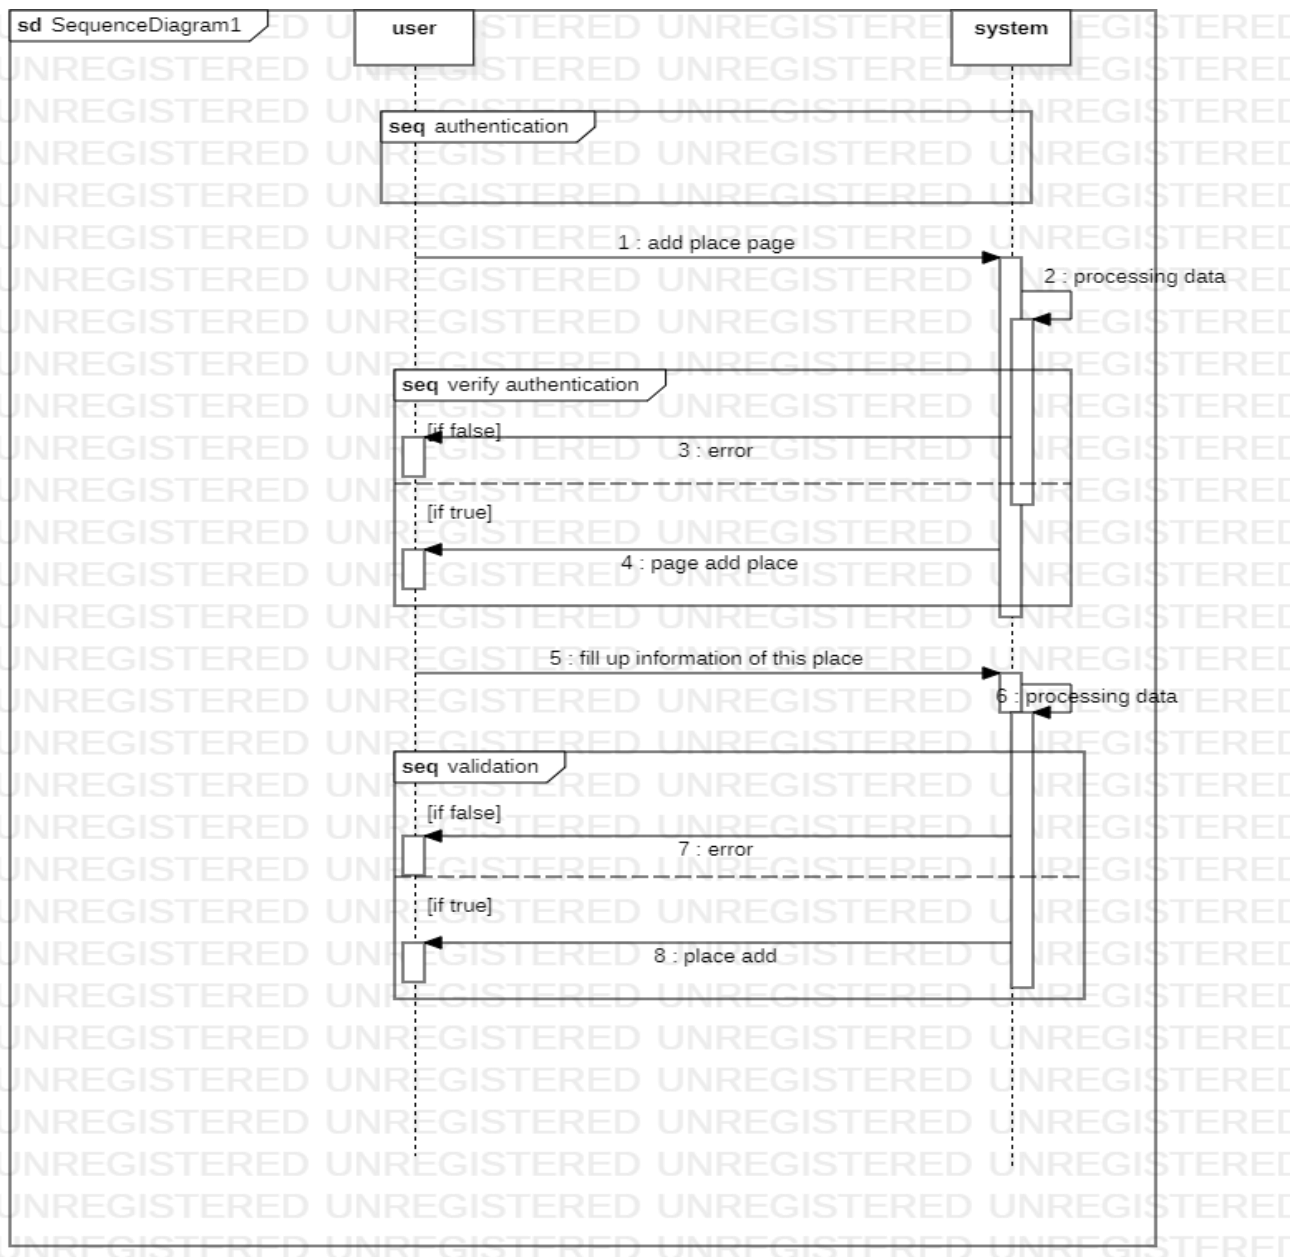 sd SequenceDiagram1
user
system
seq authentication
1 : add place page
2 : processing data
seq verify authentication
[if false]
3 : error
[if true]
4 : page add place
5 : fill up information of this place
6 : processing data
seq validation
[if false]
7 : error
[if true]
8 : place add
UNREGISTERED